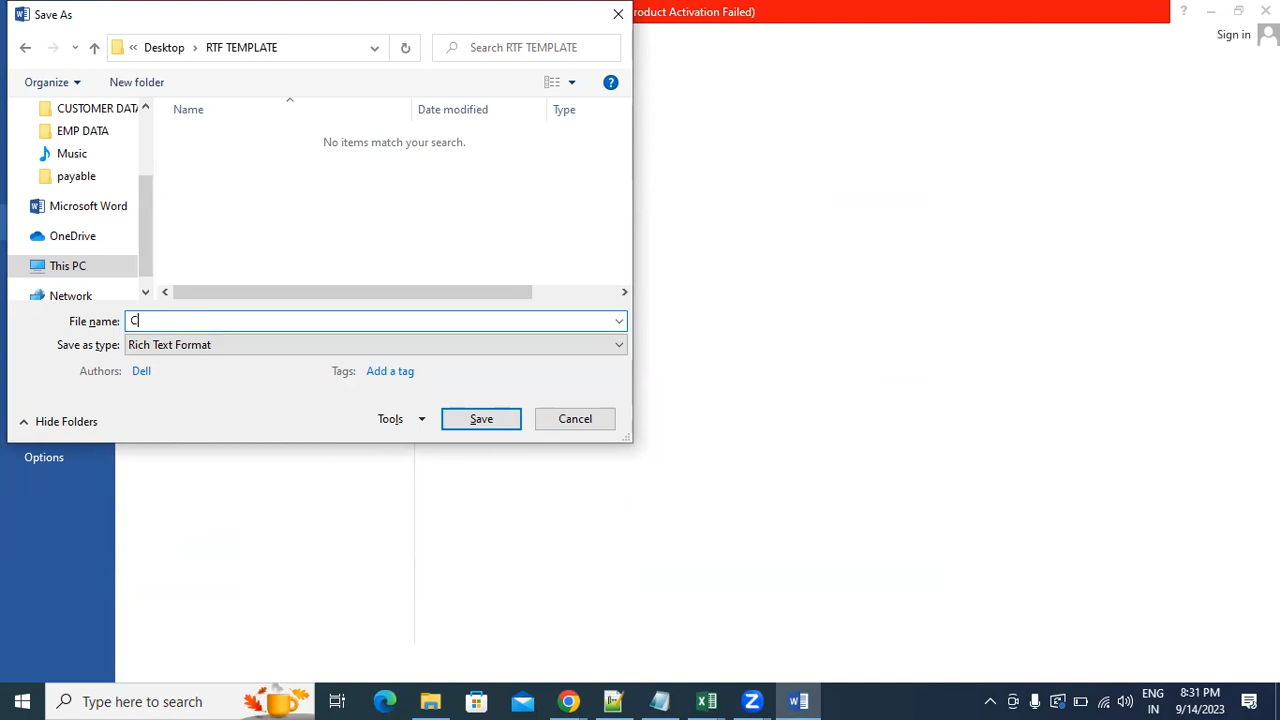 Save As
roduct Activation Failed)
?
Sign in
« Desktop › RTF TEMPLATE
Search RTF TEMPLATE
Organize
New folder
?
CUSTOMER DATA
EMP DATA
Music
payable
Microsoft Word
OneDrive
This PC
Network
Name
Date modified
Type
No items match your search.
File name:
C
Save as type:
Rich Text Format
Authors:
Dell
Tags:
Add a tag
Hide Folders
Tools
Save
Cancel
Options
Type here to search
ENG
IN
8:31 PM
9/14/2023